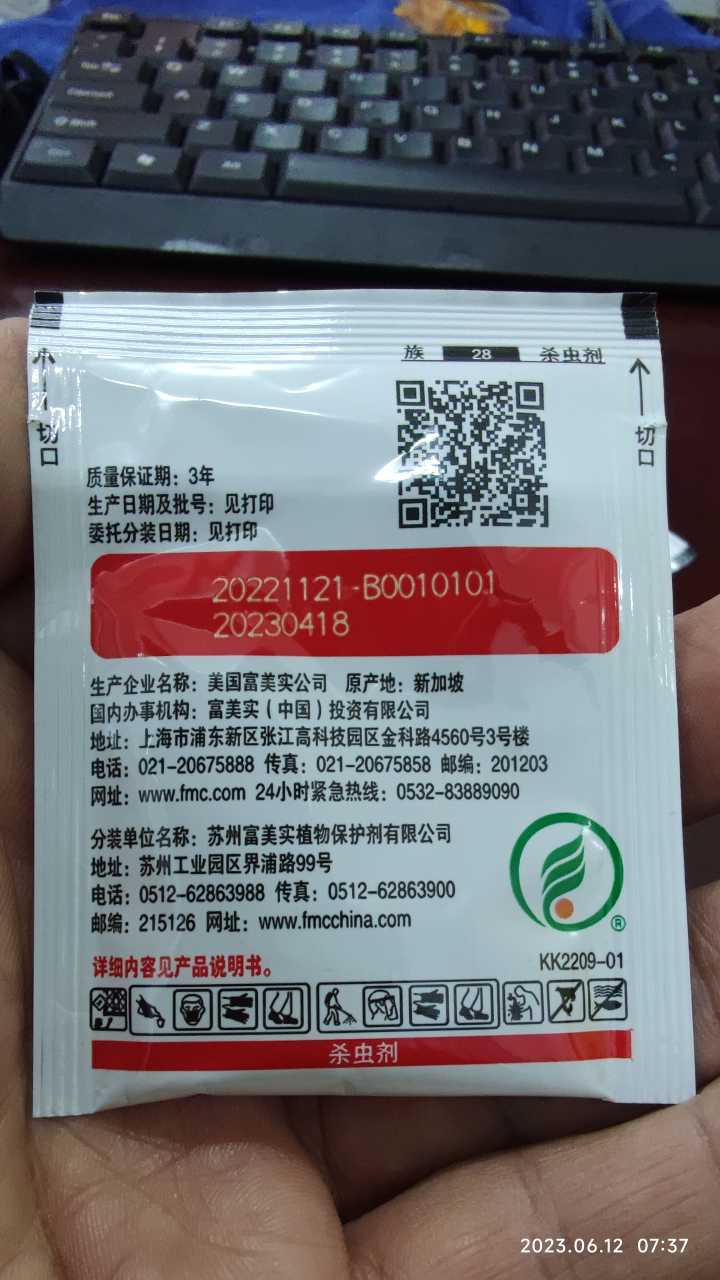 族 28 杀虫剂
切口
切口
质量保证期：3年
生产日期及批号：见打印
委托分装日期：见打印
20221121-B0010101
20230418
生产企业名称：美国富美实公司 原产地：新加坡
国内办事机构：富美实（中国）投资有限公司
地址：上海市浦东新区张江高科技园区金科路4560号3号楼
电话：021-20675888 传真：021-20675858 邮编：201203
网址：www.fmc.com 24小时紧急热线：0532-83889090
分装单位名称：苏州富美实植物保护剂有限公司
地址：苏州工业园区界浦路99号
电话：0512-62863988 传真：0512-62863900
邮编：215126 网址：www.fmcchina.com
®
详细内容见产品说明书。
KK2209-01
杀虫剂
2023.06.12 07:37